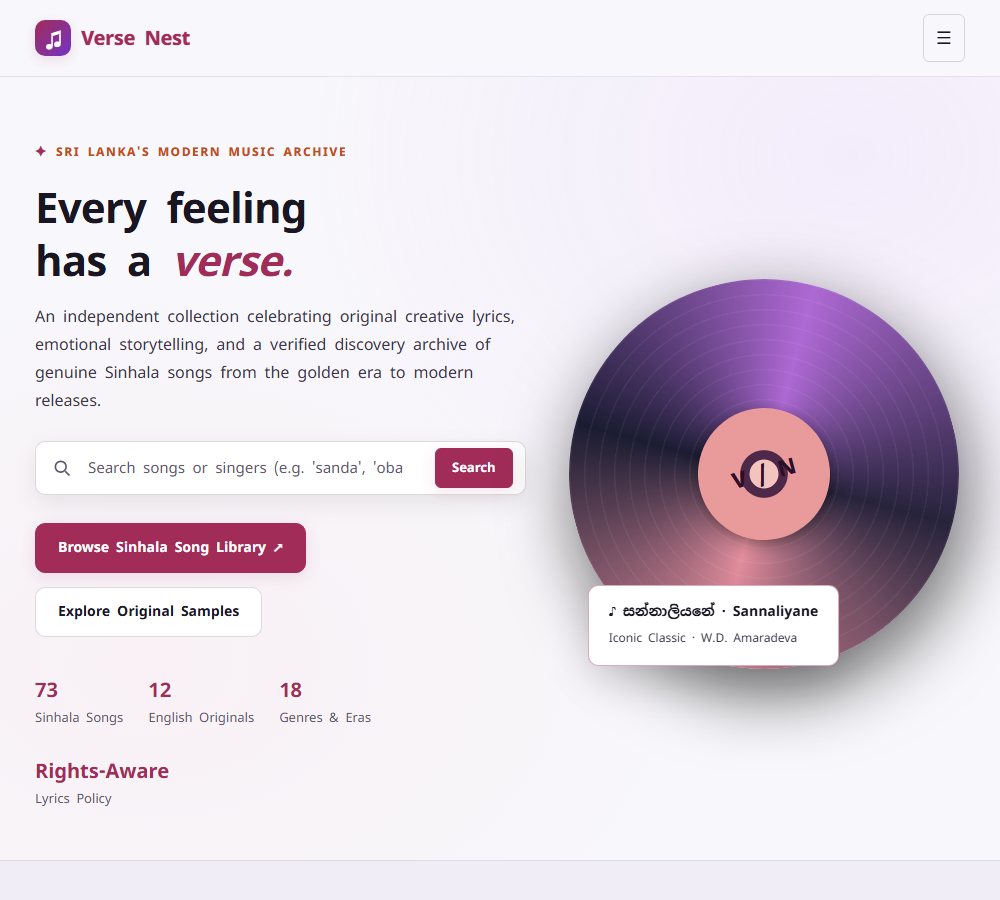 Verse Nest
☰
✦ SRI LANKA'S MODERN MUSIC ARCHIVE
Every feeling
has a verse.
An independent collection celebrating original creative lyrics,
emotional storytelling, and a verified discovery archive of
genuine Sinhala songs from the golden era to modern
releases.
Search songs or singers (e.g. 'sanda', 'oba
Search
Browse Sinhala Song Library ↗
Explore Original Samples
73
Sinhala Songs
12
English Originals
18
Genres & Eras
Rights-Aware
Lyrics Policy
V | N
♪ සන්නාලියනේ · Sannaliyane
Iconic Classic · W.D. Amaradeva